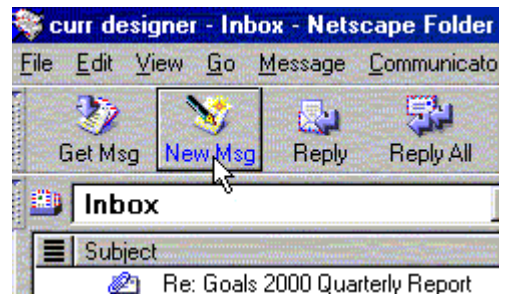 curr designer - Inbox - Netscape Folder
File Edit View Go Message Communicato
Get Msg New Msg Reply Reply All
Inbox
Subject
Re: Goals 2000 Quarterly Report